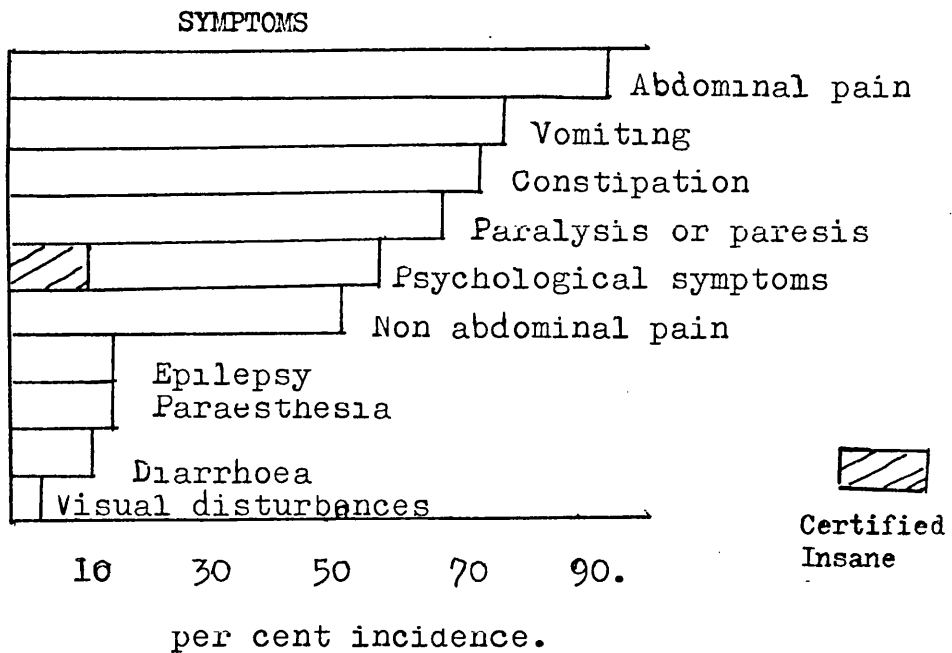 SYMPTOMS
Abdominal pain
Vomiting
Constipation
Paralysis or paresis
Psychological symptoms
Non abdominal pain
Epilepsy
Paraesthesia
Diarrhoea
Visual disturbances
Certified
Insane
10 30 50 70 90.
per cent incidence.